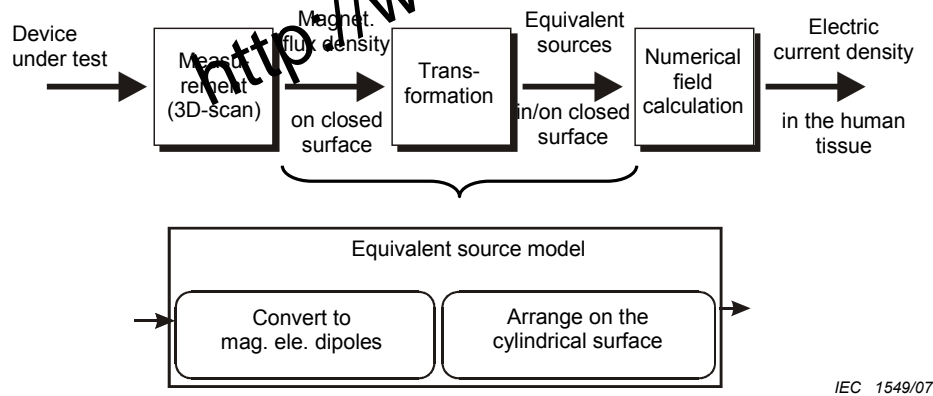 Device
under test
Measu-
rement
(3D-scan)
Magnet.
flux density
on closed
surface
Trans-
formation
Equivalent
sources
in/on closed
surface
Numerical
field
calculation
Electric
current density
in the human
tissue
http://w
Equivalent source model
Convert to
mag. ele. dipoles
Arrange on the
cylindrical surface
IEC 1549/07